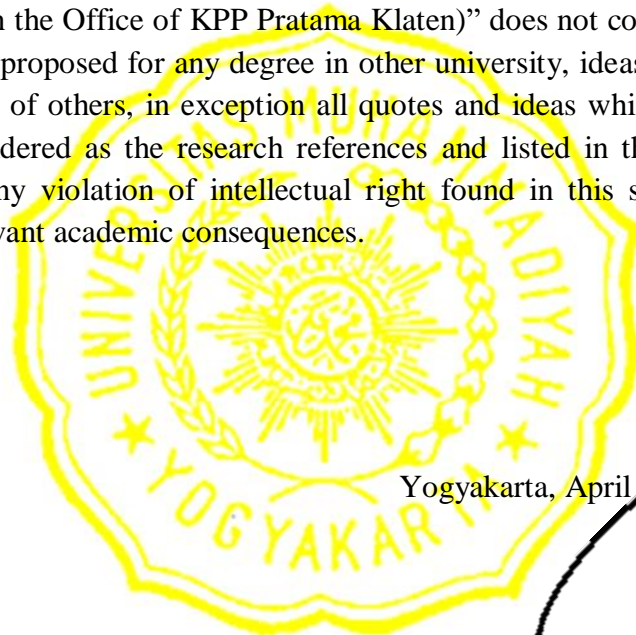 n the Office of KPP Pratama Klaten)” does not co
proposed for any degree in other university, ideas
of others, in exception all quotes and ideas whi
dered as the research references and listed in th
ny violation of intellectual right found in this s
vant academic consequences.
UNIVERSITAS MUHAMMADIYAH
YOGYAKARTA
Yogyakarta, April